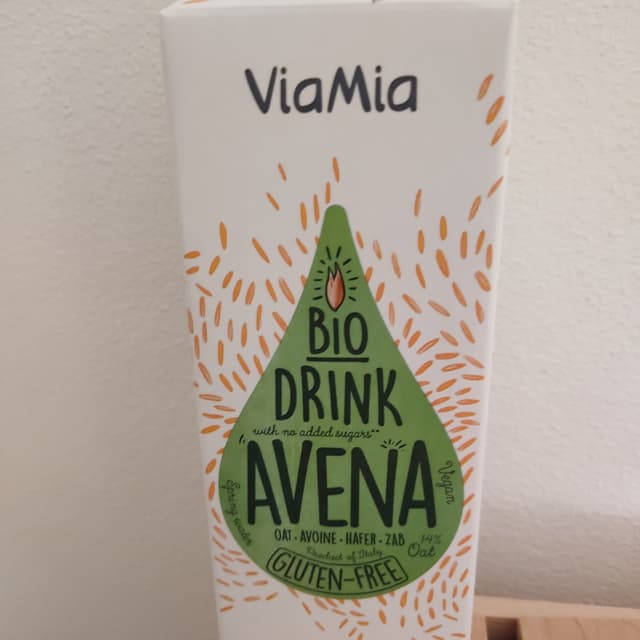 ViaMia
BIO
DRINK
with no added sugars**
AVENA
Spring water
Vegan
OAT • AVOINE • HAFER • ZAB
14%
Oat
Product of Italy
GLUTEN-FREE